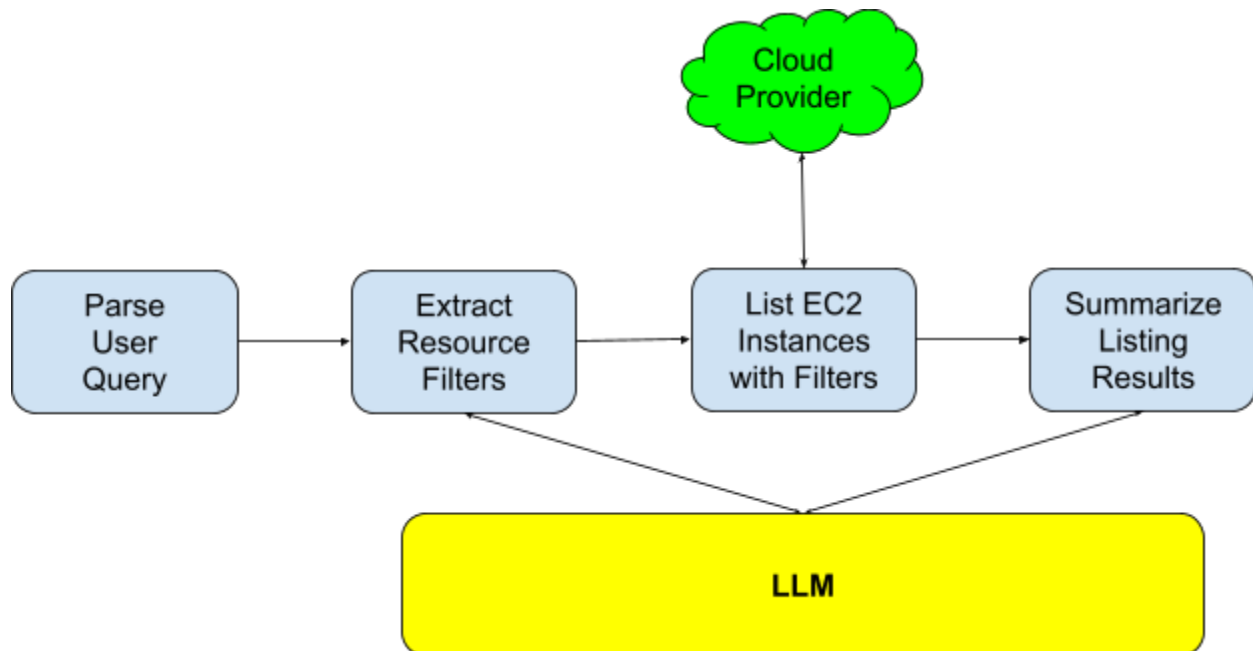 Cloud
Provider
Parse
User
Query
Extract
Resource
Filters
List EC2
Instances
with Filters
Summarize
Listing
Results
LLM